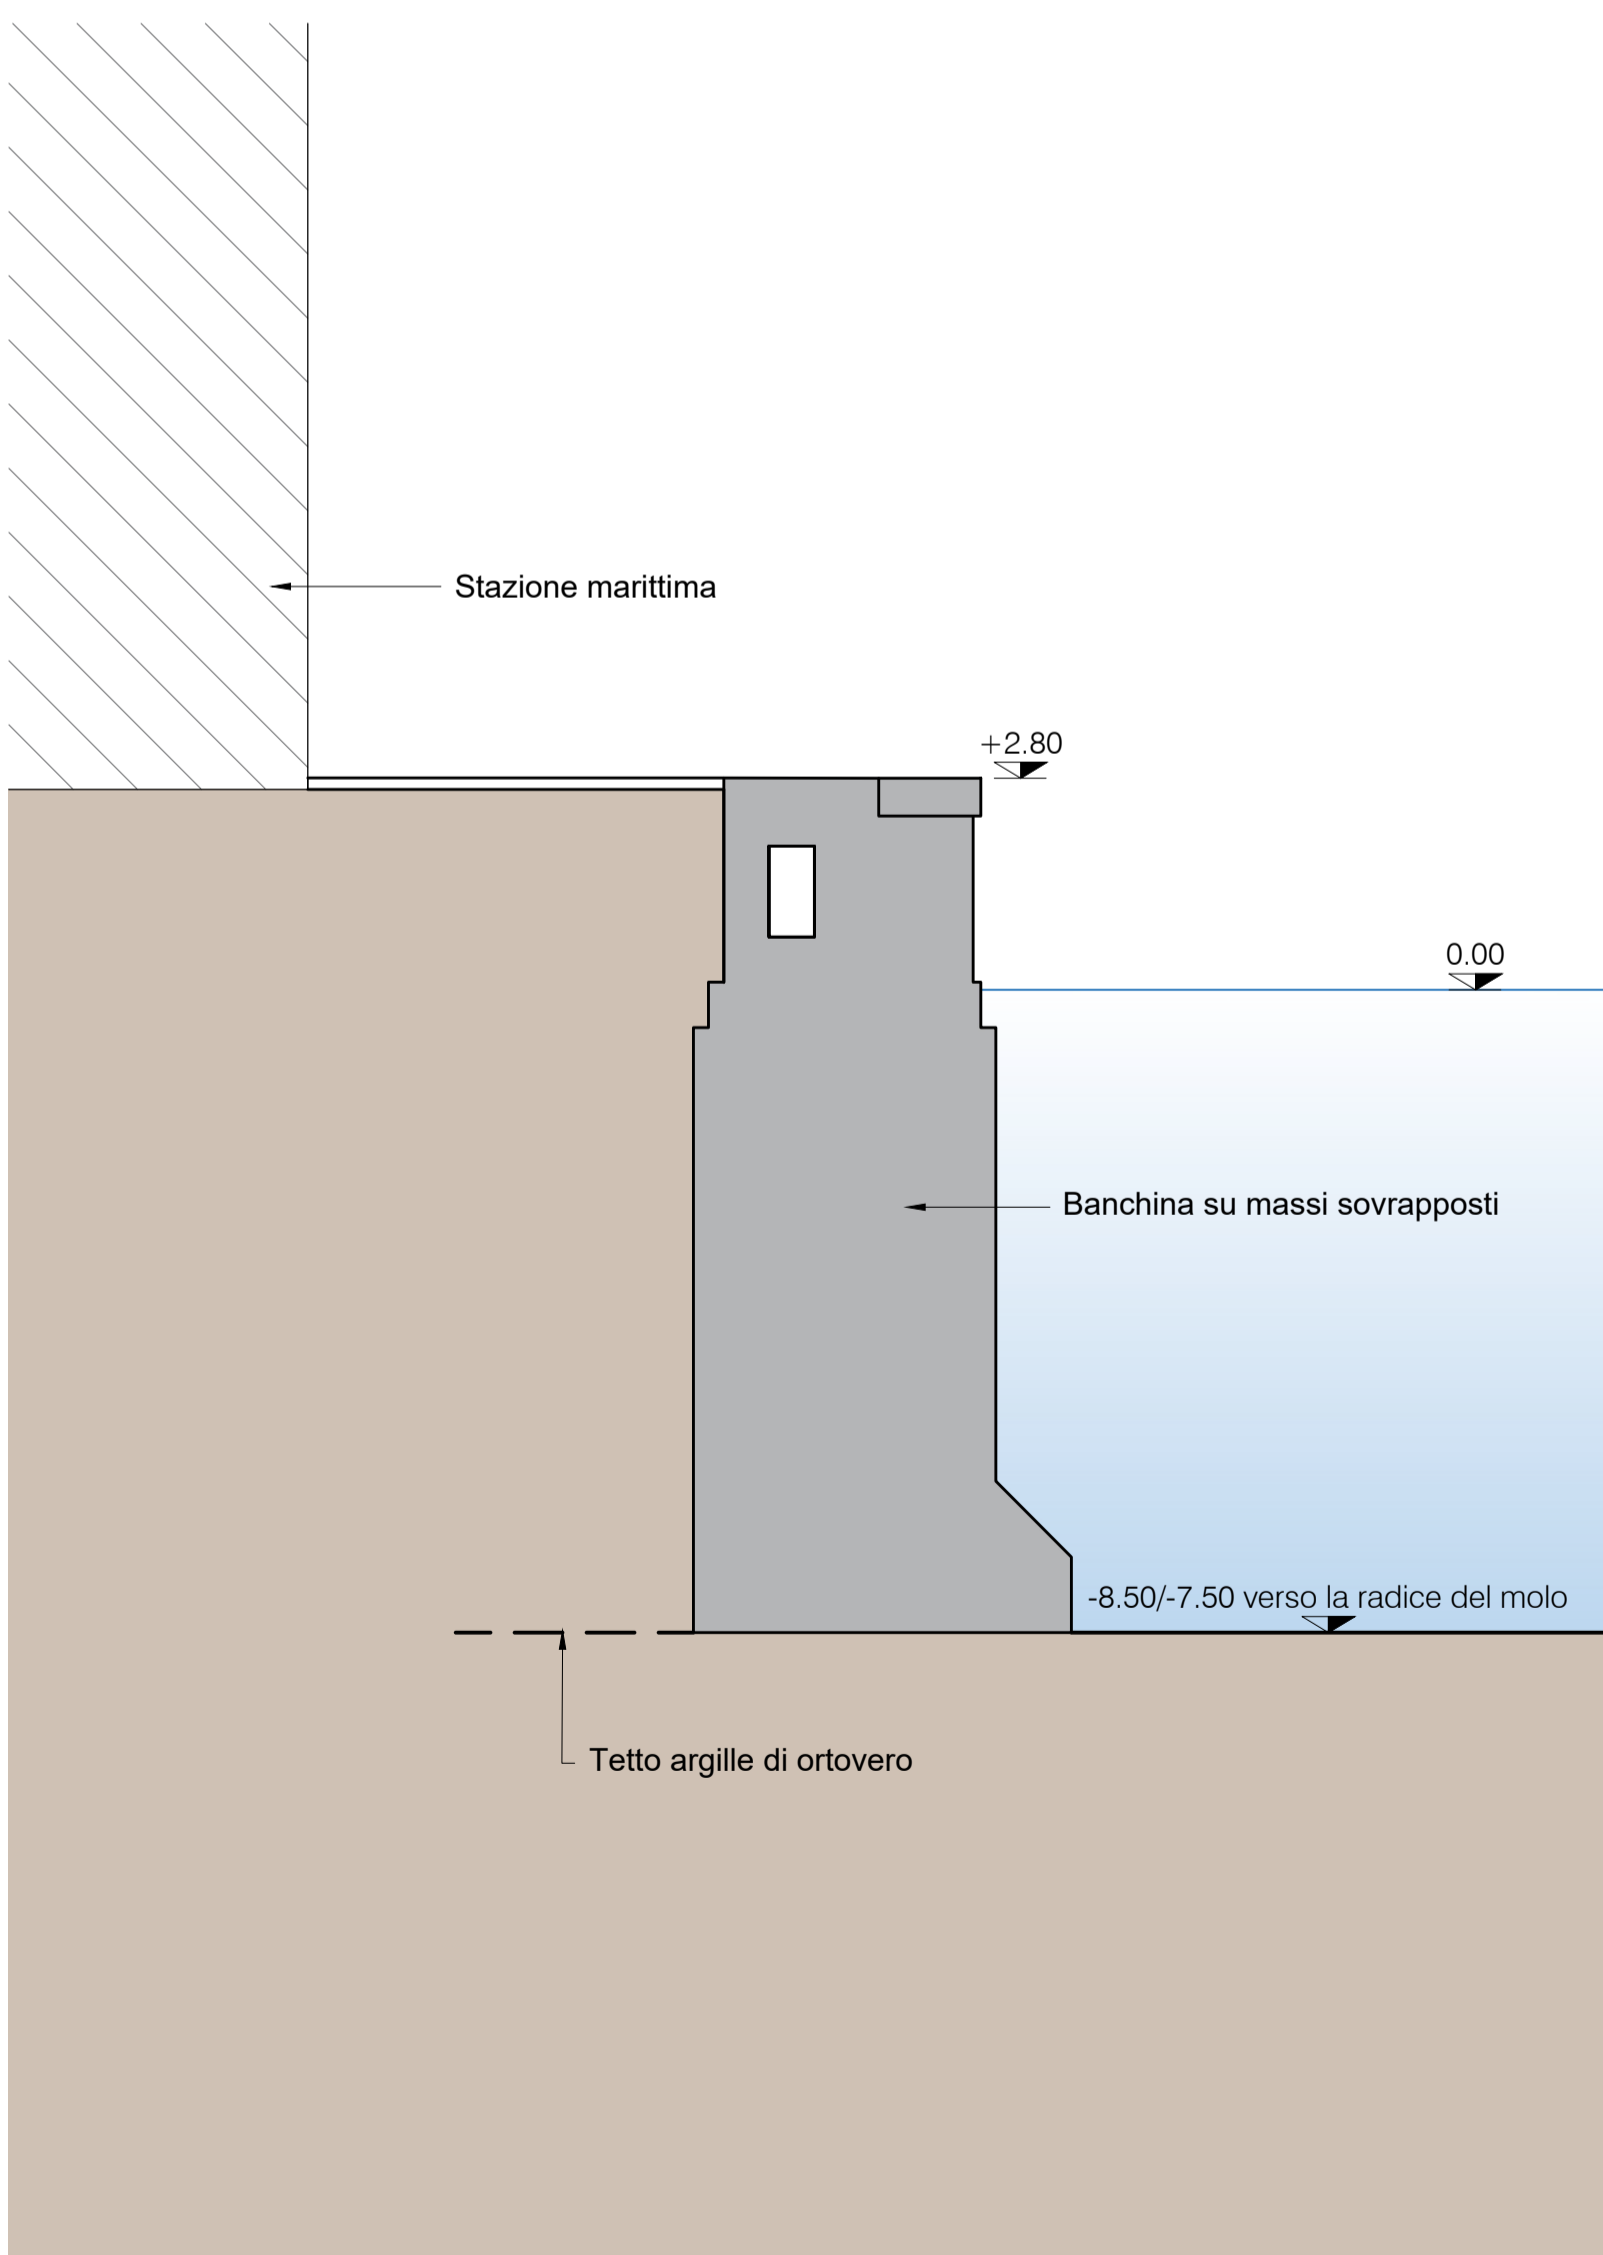 Stazione marittima
+2.80
0.00
Banchina su massi sovrapposti
-8.50/-7.50 verso la radice del molo
Tetto argille di ortovero